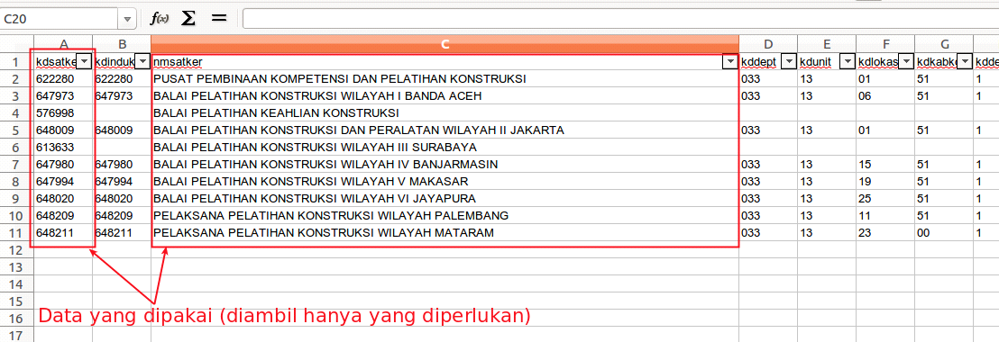 C20 f(x) Σ =
A B C D E F G
1 kdsatke kdinduk nmsatker kddept kdunit kdlokas kdkabko kdde
2 622280 622280 PUSAT PEMBINAAN KOMPETENSI DAN PELATIHAN KONSTRUKSI 033 13 01 51 1
3 647973 647973 BALAI PELATIHAN KONSTRUKSI WILAYAH I BANDA ACEH 033 13 06 51 1
4 576998 BALAI PELATIHAN KEAHLIAN KONSTRUKSI
5 648009 648009 BALAI PELATIHAN KONSTRUKSI DAN PERALATAN WILAYAH II JAKARTA 033 13 01 51 1
6 613633 BALAI PELATIHAN KONSTRUKSI WILAYAH III SURABAYA
7 647980 647980 BALAI PELATIHAN KONSTRUKSI WILAYAH IV BANJARMASIN 033 13 15 51 1
8 647994 647994 BALAI PELATIHAN KONSTRUKSI WILAYAH V MAKASAR 033 13 19 51 1
9 648020 648020 BALAI PELATIHAN KONSTRUKSI WILAYAH VI JAYAPURA 033 13 25 51 1
10 648209 648209 PELAKSANA PELATIHAN KONSTRUKSI WILAYAH PALEMBANG 033 13 11 51 1
11 648211 648211 PELAKSANA PELATIHAN KONSTRUKSI WILAYAH MATARAM 033 13 23 00 1
12
13
14
15
16 Data yang dipakai (diambil hanya yang diperlukan)
17